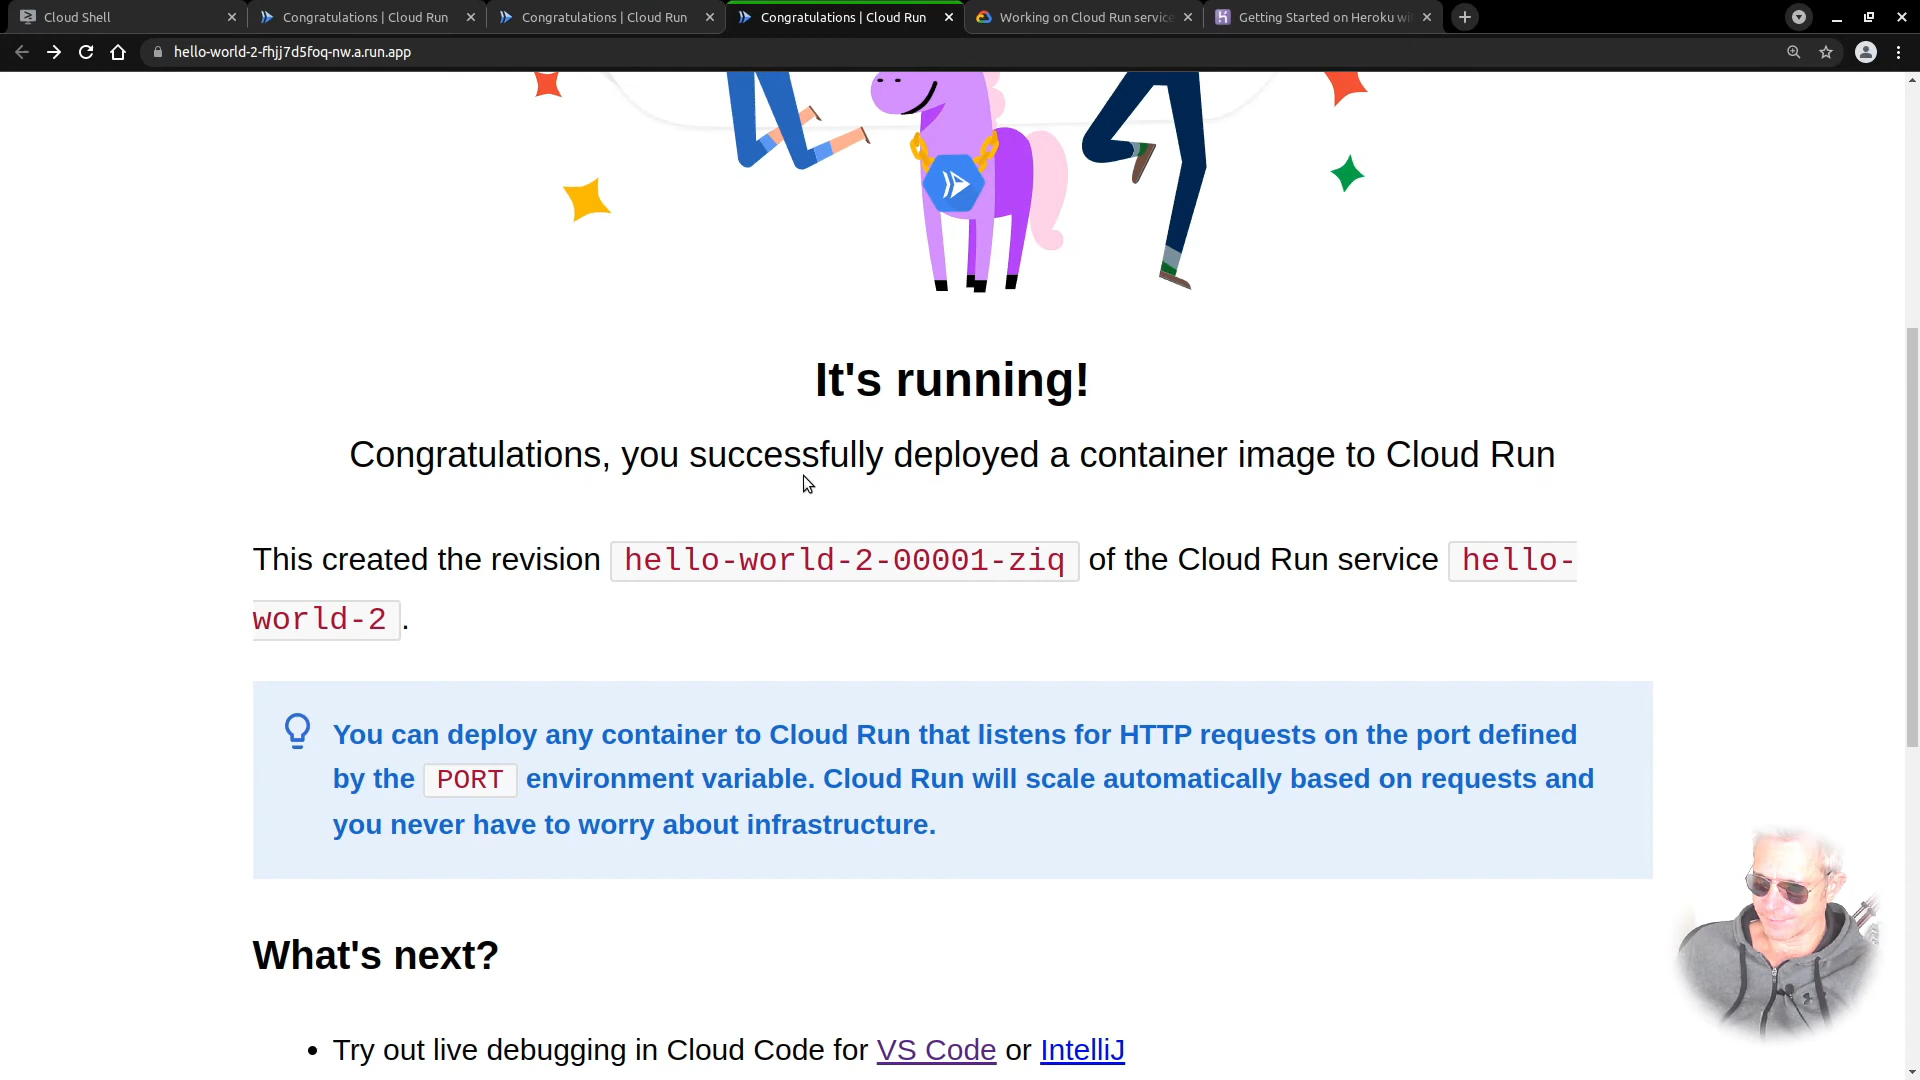 Cloud Shell
Congratulations | Cloud Run
Congratulations | Cloud Run
Congratulations | Cloud Run
Working on Cloud Run service
Getting Started on Heroku wi
hello-world-2-fhjj7d5foq-nw.a.run.app
It's running!
Congratulations, you successfully deployed a container image to Cloud Run
This created the revision hello-world-2-00001-ziq of the Cloud Run service hello-
world-2 .
You can deploy any container to Cloud Run that listens for HTTP requests on the port defined
by the PORT environment variable. Cloud Run will scale automatically based on requests and
you never have to worry about infrastructure.
What's next?
• Try out live debugging in Cloud Code for VS Code or IntelliJ